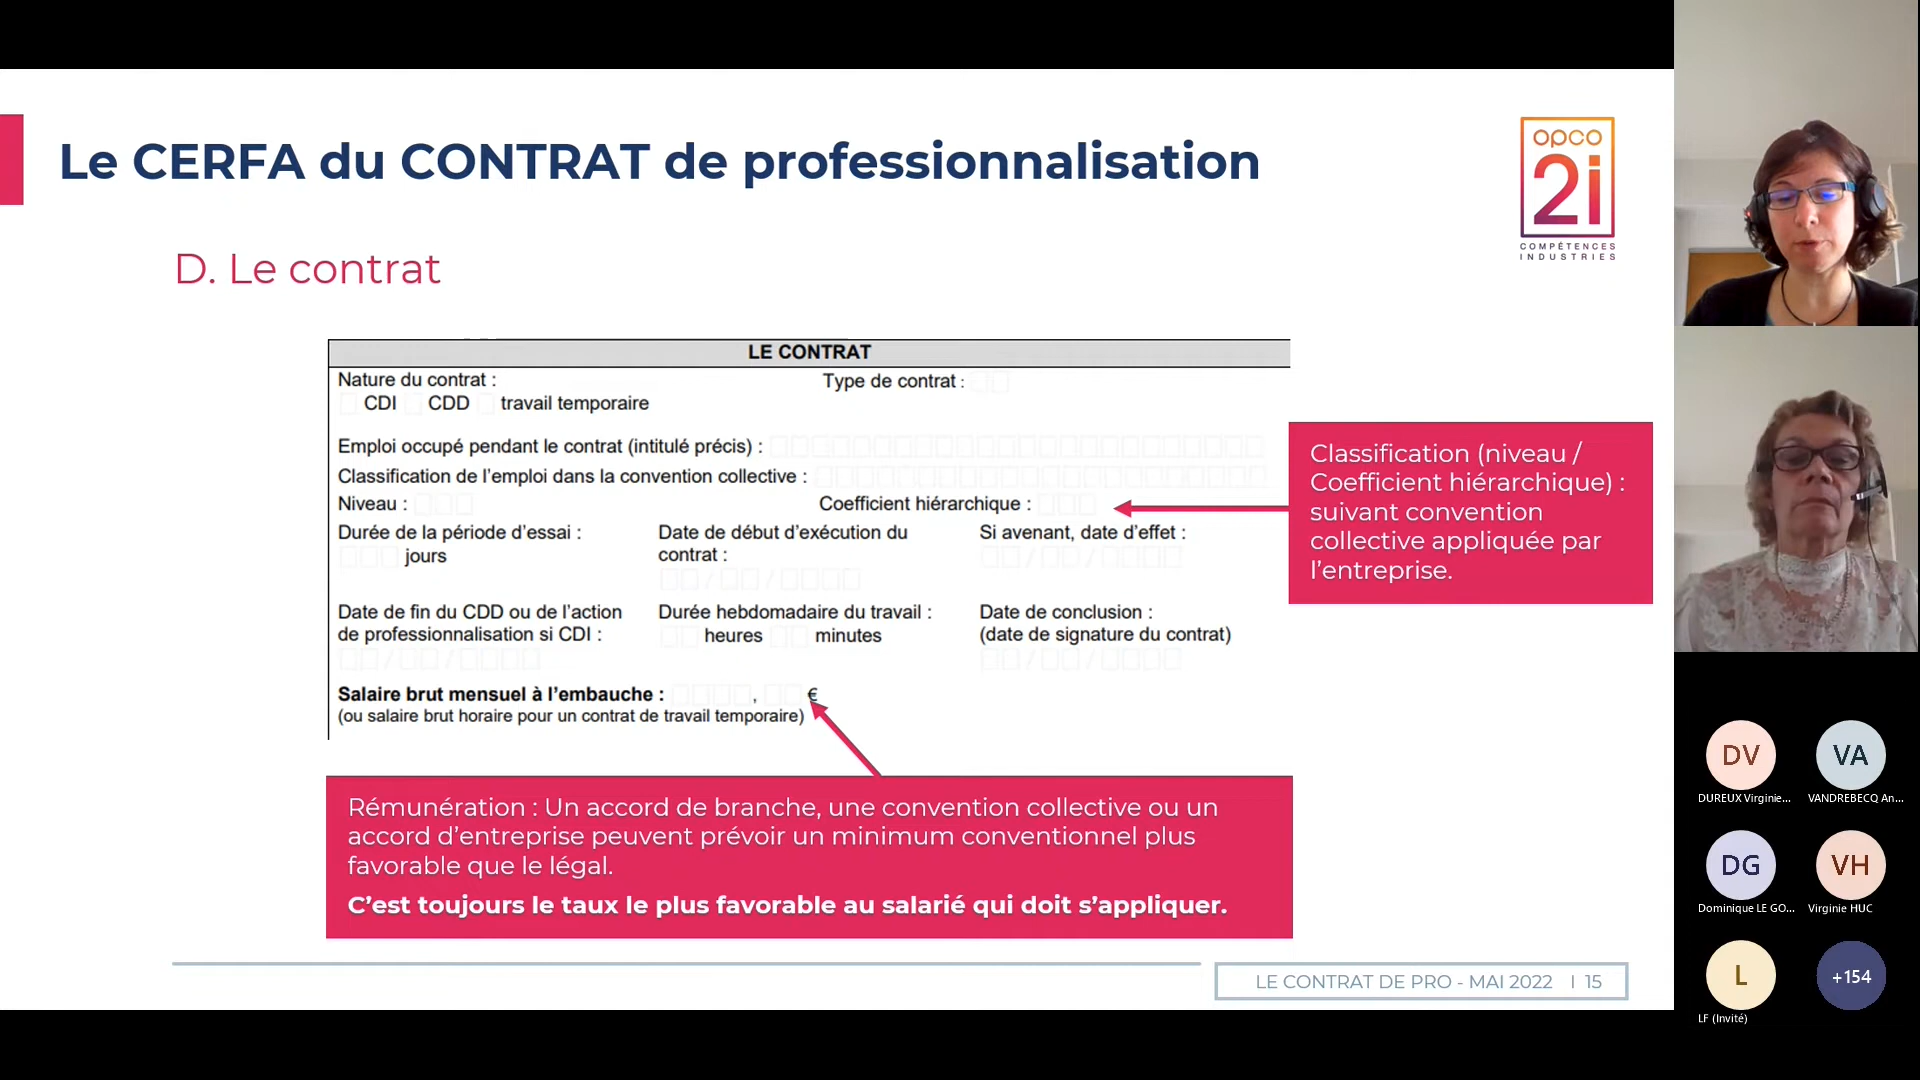 Le CERFA du CONTRAT de professionnalisation
opco
2i
COMPÉTENCES
INDUSTRIES
D. Le contrat
LE CONTRAT
Nature du contrat :
Type de contrat :
CDI CDD travail temporaire
Emploi occupé pendant le contrat (intitulé précis) :
Classification de l'emploi dans la convention collective :
Niveau :
Coefficient hiérarchique :
Durée de la période d'essai :
jours
Date de début d'exécution du
contrat :
/ /
Si avenant, date d'effet :
/ /
Date de fin du CDD ou de l'action
de professionnalisation si CDI :
/ /
Durée hebdomadaire du travail :
heures minutes
Date de conclusion :
(date de signature du contrat)
/ /
Salaire brut mensuel à l'embauche : , €
(ou salaire brut horaire pour un contrat de travail temporaire)
Classification (niveau /
Coefficient hiérarchique) :
suivant convention
collective appliquée par
l'entreprise.
Rémunération : Un accord de branche, une convention collective ou un
accord d'entreprise peuvent prévoir un minimum conventionnel plus
favorable que le légal.
C'est toujours le taux le plus favorable au salarié qui doit s'appliquer.
LE CONTRAT DE PRO - MAI 2022 I 15
DV
DUREUX Virginie...
VA
VANDREBECQ An...
DG
Dominique LE GO...
VH
Virginie HUC
L
LF (Invité)
+154